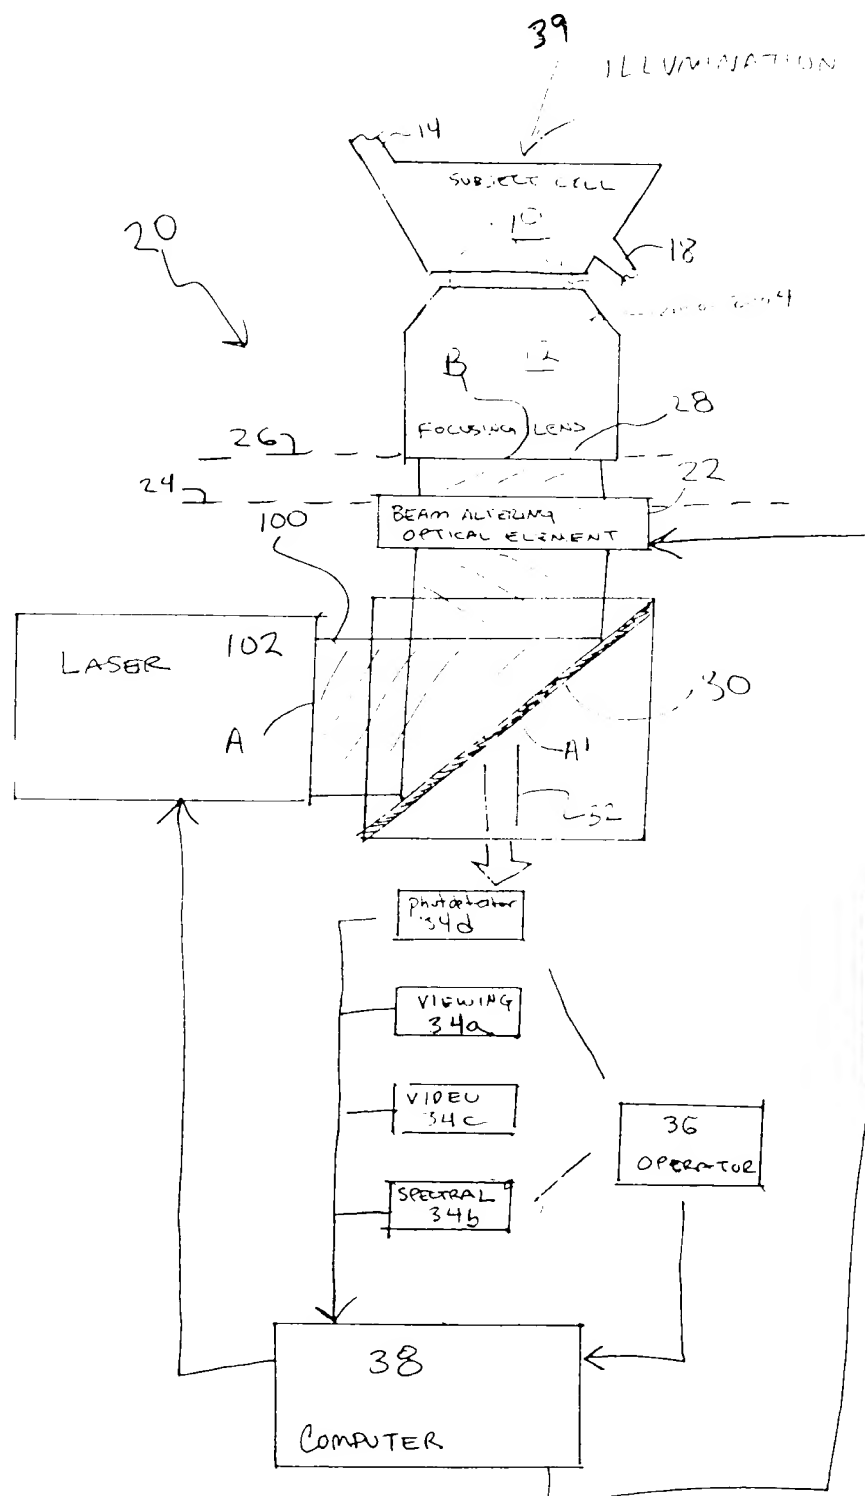 39
ILLUMINATION
14
SUBJECT CELL
10
20
18
B
12
28
FOCUSING LENS
26
22
24
BEAM ALTERING
OPTICAL ELEMENT
100
LASER
102
A
30
A'
32
photodetector
34d
VIEWING
34a
VIDEO
34c
36
OPERATOR
SPECTRAL
34b
38
COMPUTER